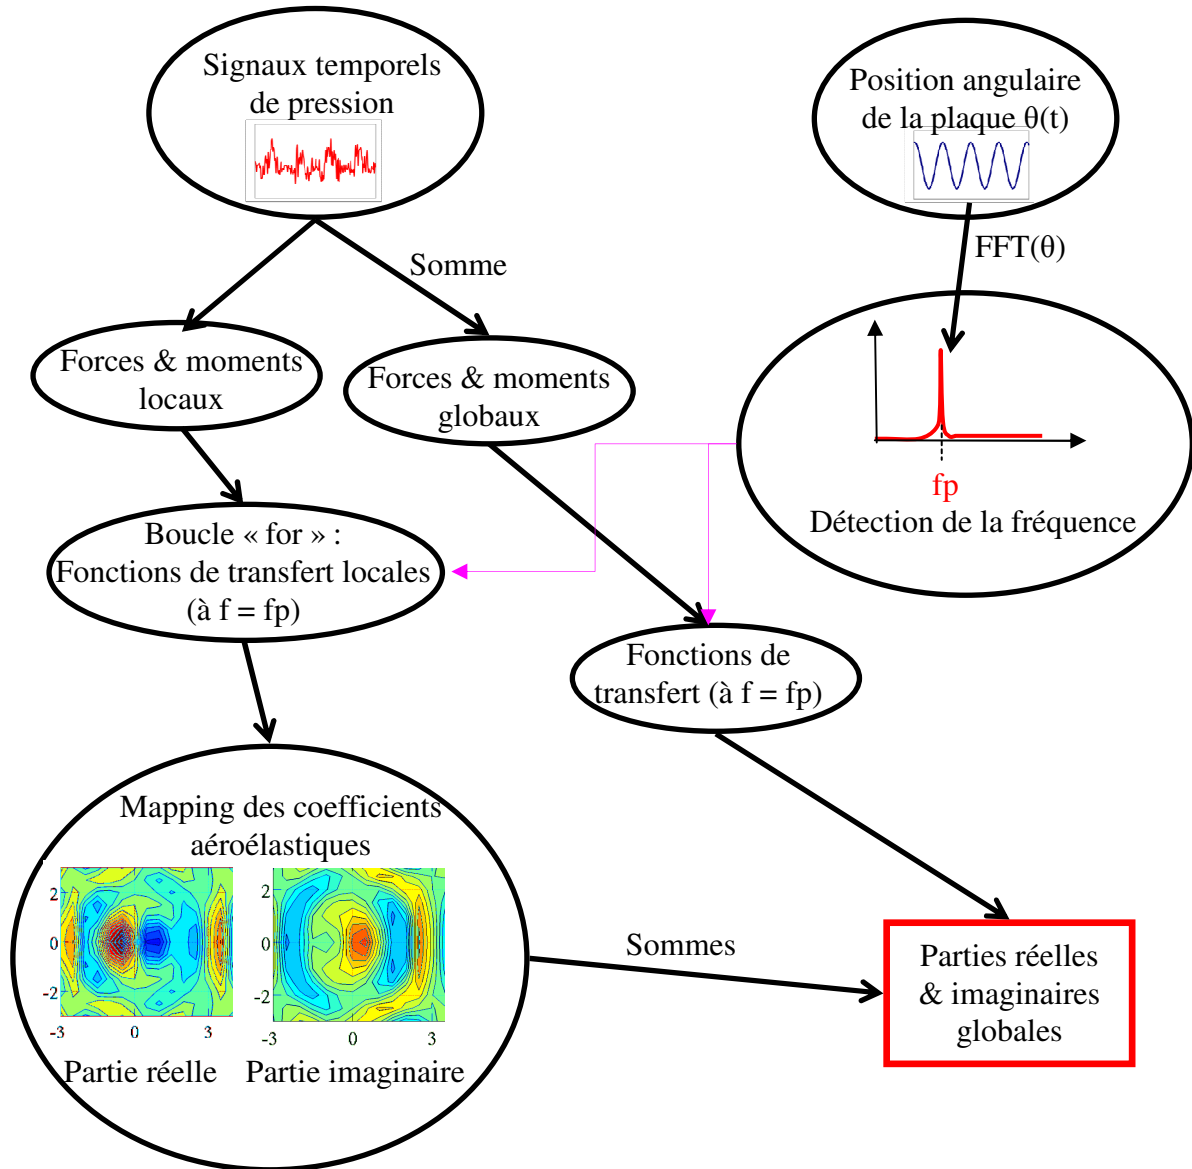 Signaux temporels
de pression
Position angulaire
de la plaque θ(t)
Somme
FFT(θ)
Forces & moments
locaux
Forces & moments
globaux
fp
Détection de la fréquence
Boucle « for » :
Fonctions de transfert locales
(à f = fp)
Fonctions de
transfert (à f = fp)
Mapping des coefficients
aéroélastiques
2
0
-2
-3
0
3
2
0
-2
-3
0
3
Partie réelle
Partie imaginaire
Sommes
Parties réelles
& imaginaires
globales